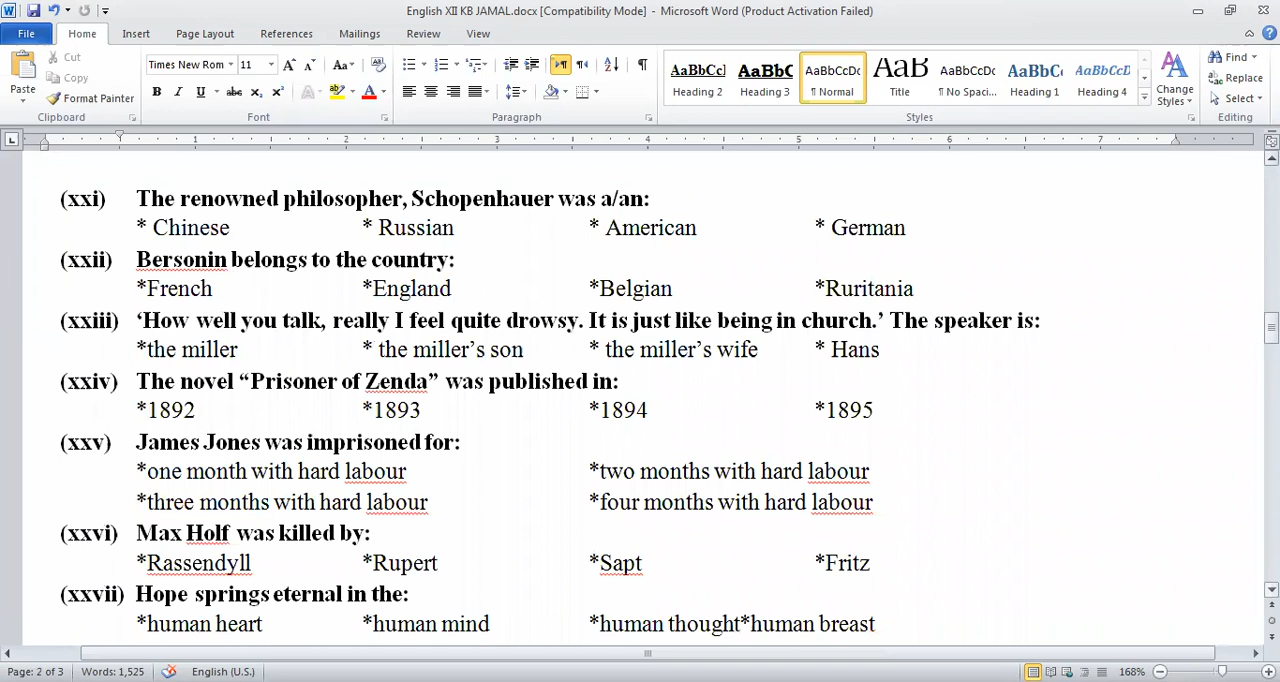 English XII KB JAMAL.docx [Compatibility Mode] - Microsoft Word (Product Activation Failed)
File Home Insert Page Layout References Mailings Review View
Paste Cut Copy Format Painter Clipboard
Times New Rom 11 Font
Paragraph
AaBbCcl Heading 2 AaBbC Heading 3 AaBbCcDc ¶ Normal AaB Title AaBbCcDc ¶ No Spaci... AaBbC Heading 1 AaBbCcD Heading 4 Change Styles Styles
Find Replace Select Editing
1 2 3 4 5 6 7
(xxi) The renowned philosopher, Schopenhauer was a/an:
* Chinese * Russian * American * German
(xxii) Bersonin belongs to the country:
*French *England *Belgian *Ruritania
(xxiii) ‘How well you talk, really I feel quite drowsy. It is just like being in church.’ The speaker is:
*the miller * the miller’s son * the miller’s wife * Hans
(xxiv) The novel “Prisoner of Zenda” was published in:
*1892 *1893 *1894 *1895
(xxv) James Jones was imprisoned for:
*one month with hard labour *two months with hard labour
*three months with hard labour *four months with hard labour
(xxvi) Max Holf was killed by:
*Rassendyll *Rupert *Sapt *Fritz
(xxvii) Hope springs eternal in the:
*human heart *human mind *human thought*human breast
Page: 2 of 3 Words: 1,525 English (U.S.) 168%